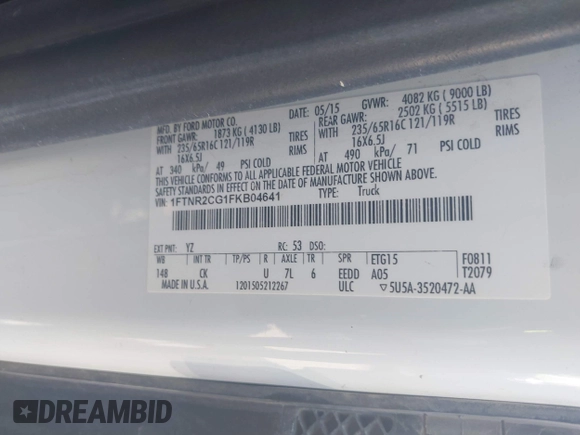 MFD. BY FORD MOTOR CO.
DATE: 05/15 GVWR: 4082 KG ( 9000 LB)
FRONT GAWR: 1873 KG ( 4130 LB) REAR GAWR: 2502 KG ( 5515 LB)
WITH 235/65R16C 121/119R TIRES WITH 235/65R16C 121/119R TIRES
16X6.5J RIMS 16X6.5J RIMS
AT 340 kPa/ 49 PSI COLD AT 490 kPa/ 71 PSI COLD
THIS VEHICLE CONFORMS TO ALL APPLICABLE FEDERAL MOTOR VEHICLE
SAFETY STANDARDS IN EFFECT ON THE DATE OF MANUFACTURE SHOWN ABOVE.
VIN: 1FTNR2CG1FKB04641 TYPE: Truck
EXT PNT: YZ RC: 53 DSO:
WB INT TR TP/PS R AXLE TR SPR ETG15 F0811
148 CK U 7L 6 EEDD A05 T2079
MADE IN U.S.A. 1201505212267 ULC ▽5U5A-3520472-AA
DREAMBID